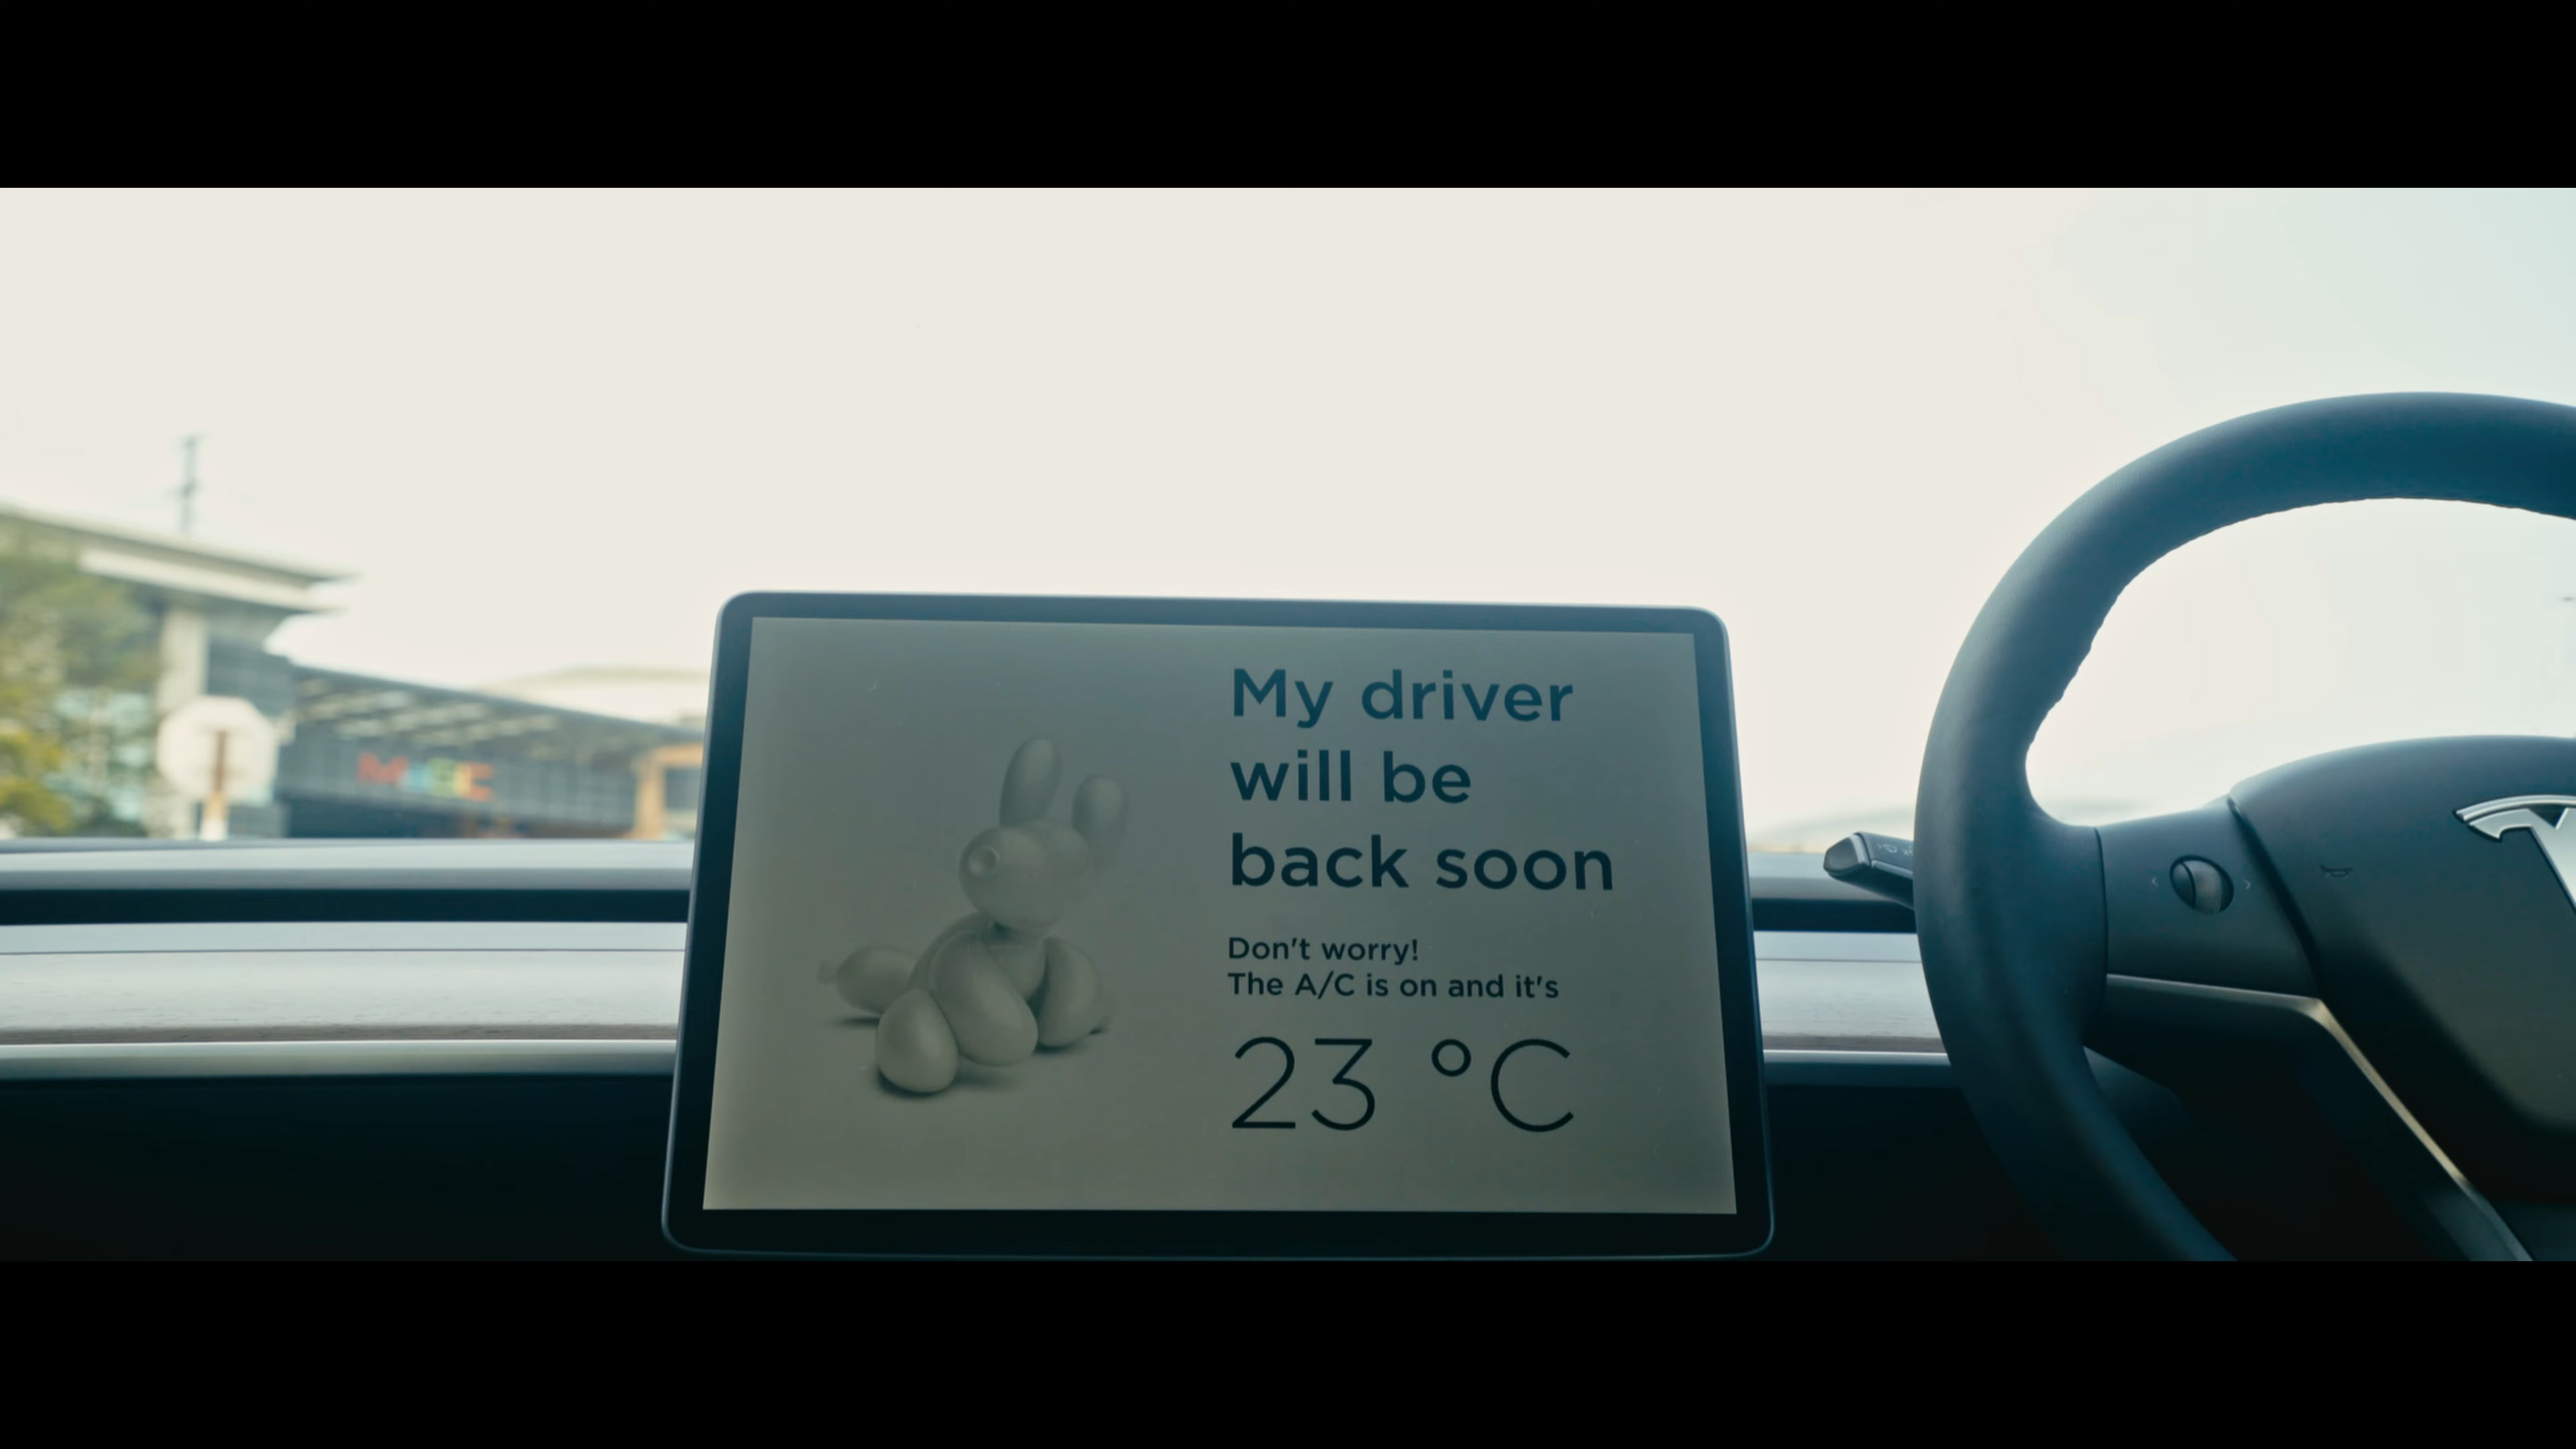 My driver
will be
back soon
Don't worry!
The A/C is on and it's
23 °C